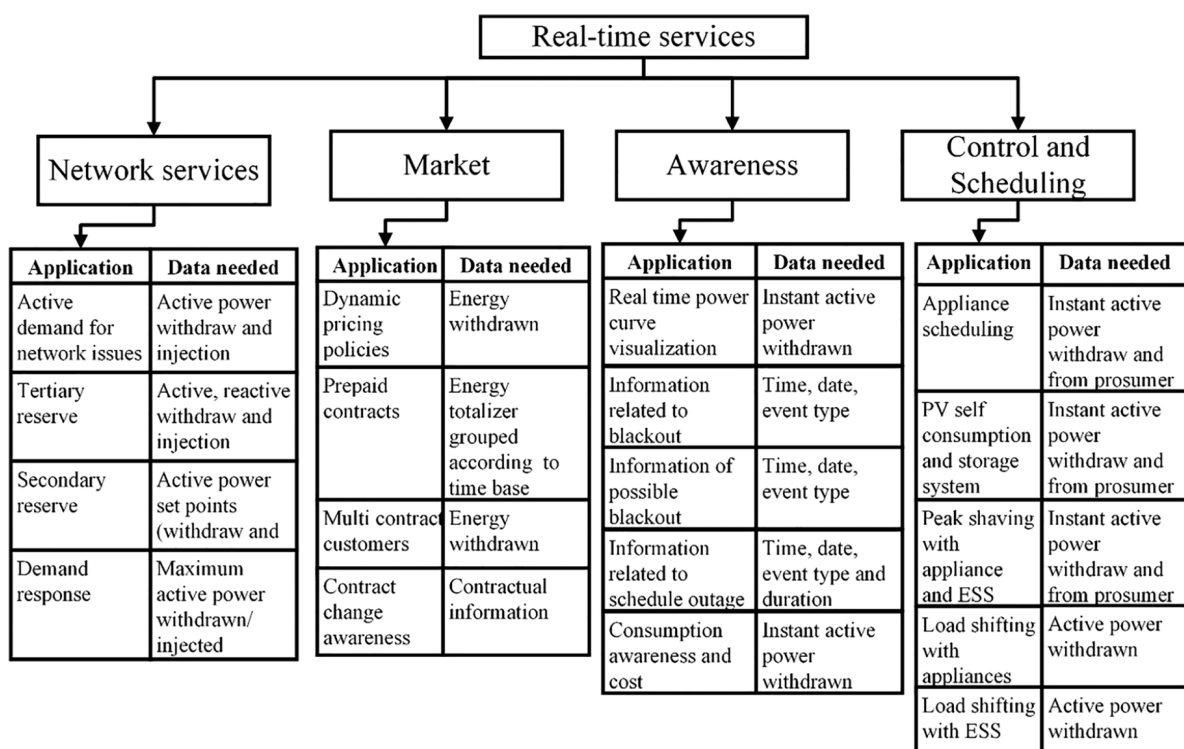 Real-time services
Network services
Market
Awareness
Control and
Scheduling
Application
Data needed
Active
demand for
network issues
Active power
withdraw and
injection
Tertiary
reserve
Active, reactive
withdraw and
injection
Secondary
reserve
Active power
set points
(withdraw and
Demand
response
Maximum
active power
withdrawn/
injected
Application
Data needed
Dynamic
pricing
policies
Energy
withdrawn
Prepaid
contracts
Energy
totalizer
grouped
according to
time base
Multi contract
customers
Energy
withdrawn
Contract
change
awareness
Contractual
information
Application
Data needed
Real time power
curve
visualization
Instant active
power
withdrawn
Information
related to
blackout
Time, date,
event type
Information of
possible
blackout
Time, date,
event type
Information
related to
schedule outage
Time, date,
event type and
duration
Consumption
awareness and
cost
Instant active
power
withdrawn
Application
Data needed
Appliance
scheduling
Instant active
power
withdraw and
from prosumer
PV self
consumption
and storage
system
Instant active
power
withdraw and
from prosumer
Peak shaving
with
appliance
and ESS
Instant active
power
withdraw and
from prosumer
Load shifting
with
appliances
Active power
withdrawn
Load shifting
with ESS
Active power
withdrawn